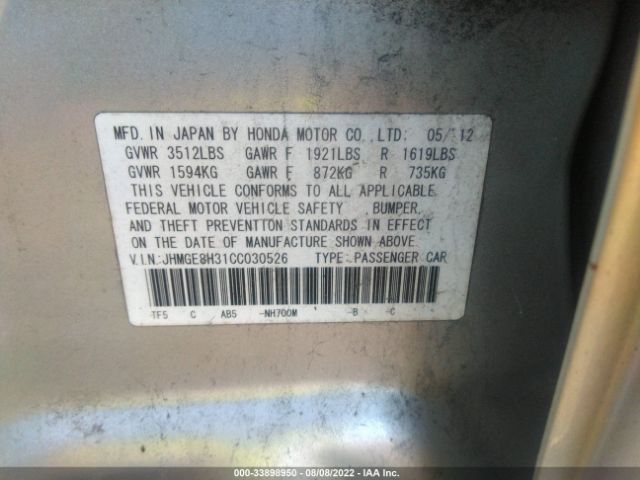 MFD. IN JAPAN BY HONDA MOTOR CO., LTD: 05/12
GVWR 3512LBS GAWR F 1921LBS R 1619LBS
GVWR 1594KG GAWR F 872KG R 735KG
THIS VEHICLE CONFORMS TO ALL APPLICABLE
FEDERAL MOTOR VEHICLE SAFETY , BUMPER,
AND THEFT PREVENTION STANDARDS IN EFFECT
ON THE DATE OF MANUFACTURE SHOWN ABOVE.
V.I.N.:JHMGE8H31CC030526 TYPE: PASSENGER CAR
TF5 C AB5 -NH700M -B -C
000-33898950 - 08/08/2022 - IAA Inc.